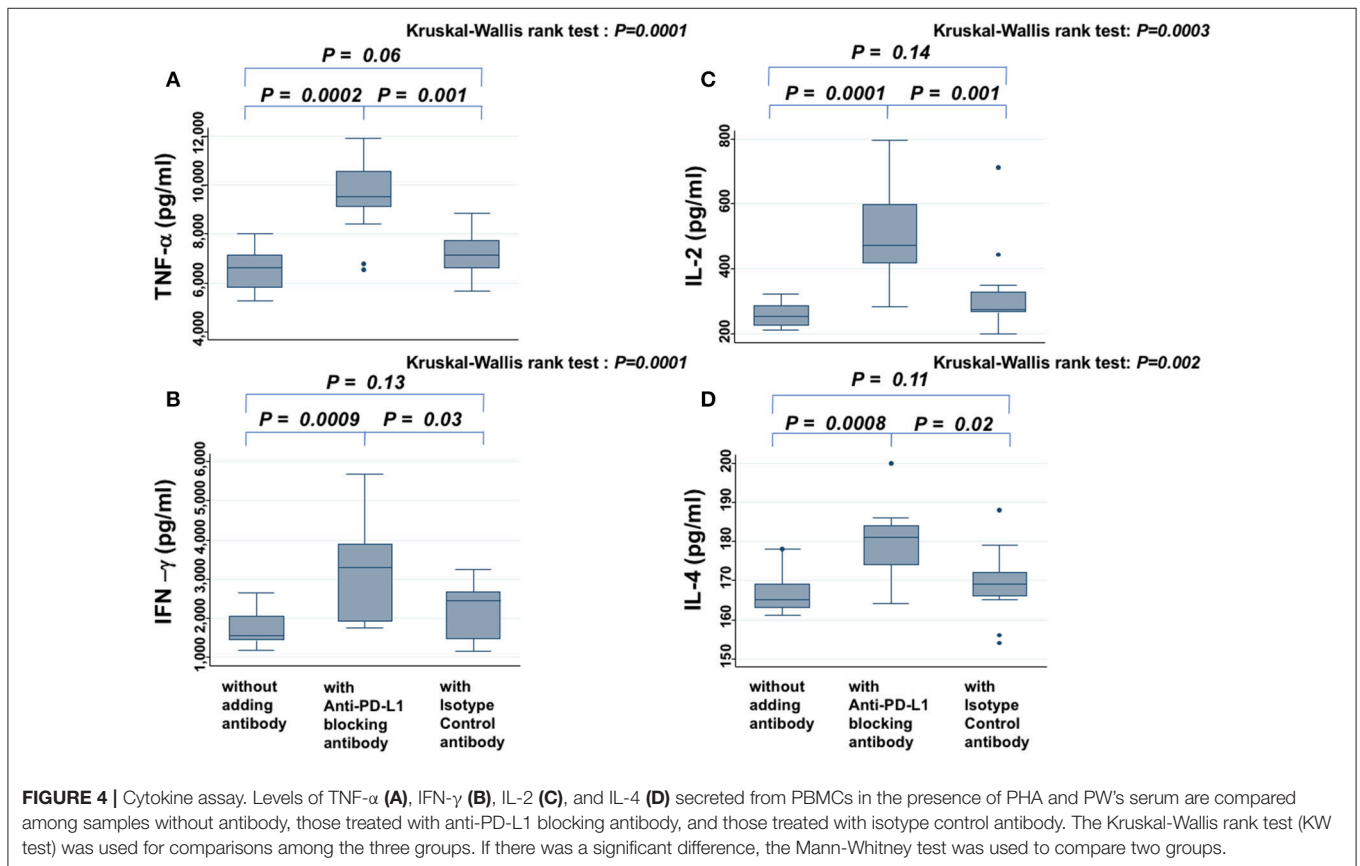 Kruskal-Wallis rank test : P=0.0001
P = 0.06
A
P = 0.0002
P = 0.001
TNF-α (pg/ml)
12,000
10,000
8,000
6,000
4,000
Kruskal-Wallis rank test: P=0.0003
P = 0.14
C
P = 0.0001
P = 0.001
IL-2 (pg/ml)
800
600
400
200
Kruskal-Wallis rank test : P=0.0001
P = 0.13
B
P = 0.0009
P = 0.03
IFN –γ (pg/ml)
6,000
5,000
4,000
3,000
2,000
1,000
without
adding
antibody
with
Anti-PD-L1
blocking
antibody
with
Isotype
Control
antibody
Kruskal-Wallis rank test: P=0.002
P = 0.11
D
P = 0.0008
P = 0.02
IL-4 (pg/ml)
200
190
180
170
160
150
without
adding
antibody
with
Anti-PD-L1
blocking
antibody
with
Isotype
Control
antibody
FIGURE 4 | Cytokine assay. Levels of TNF-α (A), IFN-γ (B), IL-2 (C), and IL-4 (D) secreted from PBMCs in the presence of PHA and PW's serum are compared
among samples without antibody, those treated with anti-PD-L1 blocking antibody, and those treated with isotype control antibody. The Kruskal-Wallis rank test (KW
test) was used for comparisons among the three groups. If there was a significant difference, the Mann-Whitney test was used to compare two groups.